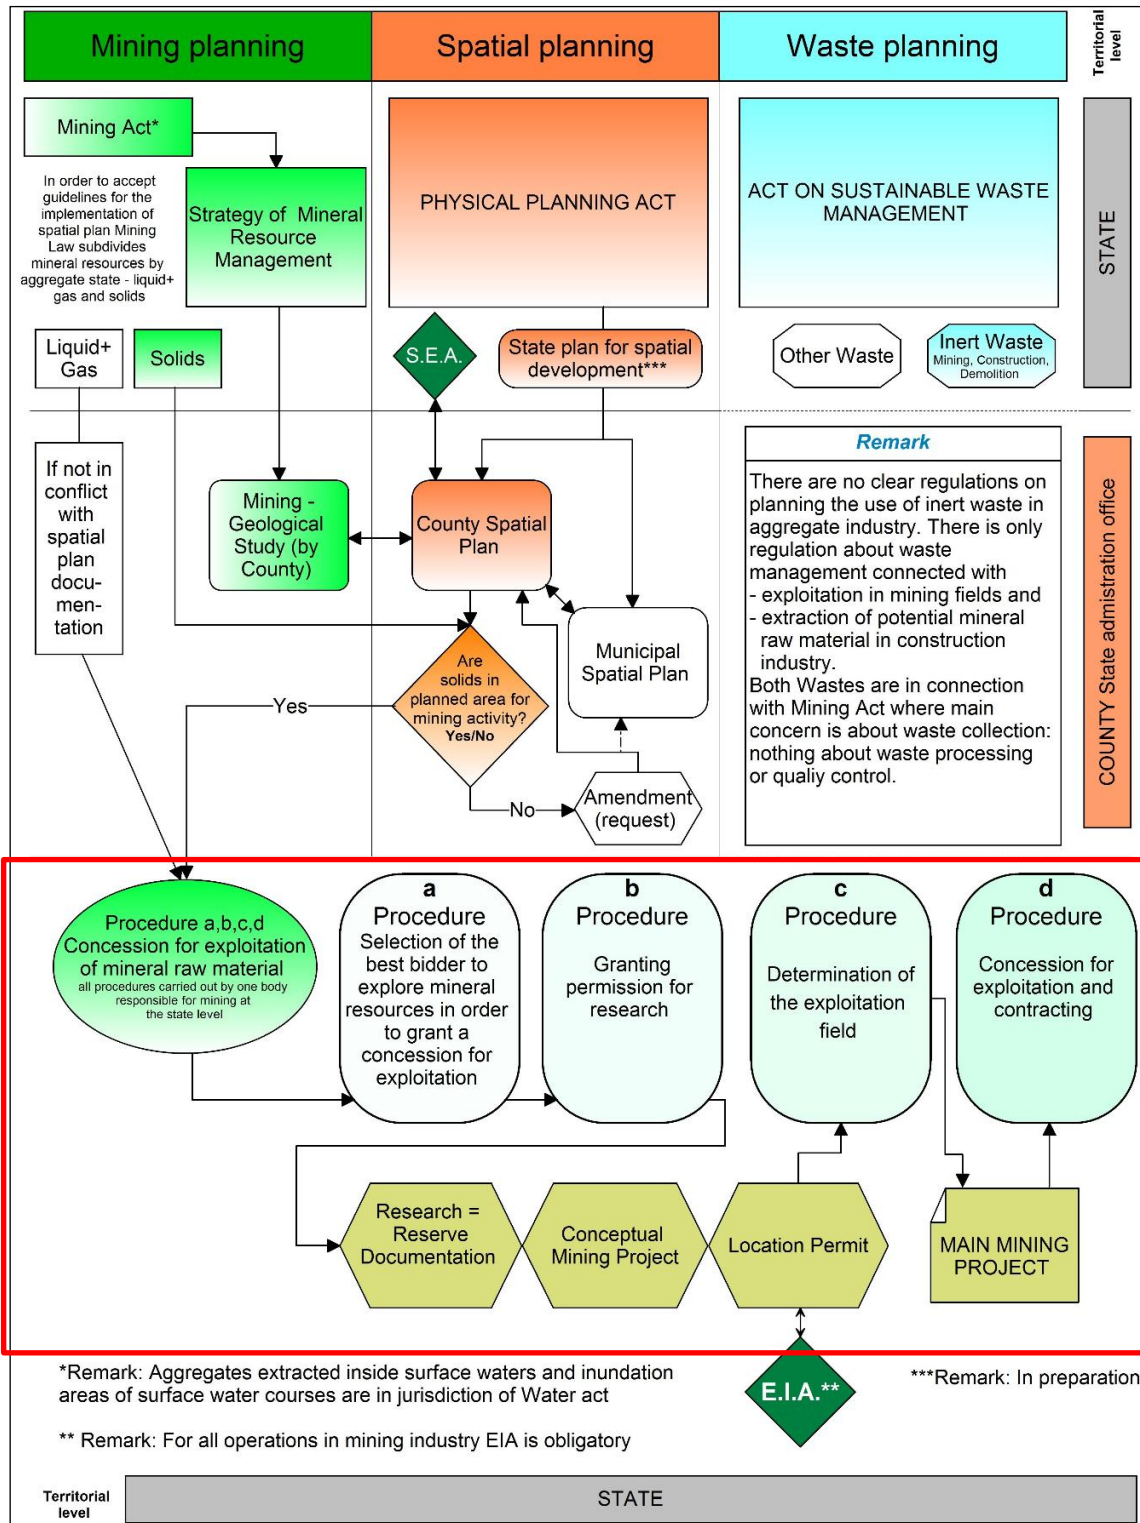 Mining planning
Spatial planning
Waste planning
Territorial
level
Mining Act*
In order to accept
guidelines for the
implementation of
spatial plan Mining
Law subdivides
mineral resources by
aggregate state - liquid+
gas and solids
Strategy of Mineral
Resource
Management
PHYSICAL PLANNING ACT
ACT ON SUSTAINABLE WASTE
MANAGEMENT
STATE
Liquid+
Gas
Solids
S.E.A.
State plan for spatial
development***
Other Waste
Inert Waste
Mining, Construction,
Demolition
If not in
conflict
with
spatial
plan
docu-
men-
tation
Mining -
Geological
Study (by
County)
County Spatial
Plan
Municipal
Spatial Plan
Are
solids in
planned area for
mining activity?
Yes/No
Yes
No
Amendment
(request)
Remark
There are no clear regulations on
planning the use of inert waste in
aggregate industry. There is only
regulation about waste
management connected with
- exploitation in mining fields and
- extraction of potential mineral
raw material in construction
industry.
Both Wastes are in connection
with Mining Act where main
concern is about waste collection:
nothing about waste processing
or qualiy control.
COUNTY State admistration office
Procedure a,b,c,d
Concession for exploitation
of mineral raw material
all procedures carried out by one body
responsible for mining at
the state level
a
Procedure
Selection of the
best bidder to
explore mineral
resources in order
to grant a
concession for
exploitation
b
Procedure
Granting
permission for
research
c
Procedure
Determination of
the exploitation
field
d
Procedure
Concession for
exploitation and
contracting
Research =
Reserve
Documentation
Conceptual
Mining Project
Location Permit
MAIN MINING
PROJECT
E.I.A.**
*Remark: Aggregates extracted inside surface waters and inundation
areas of surface water courses are in jurisdiction of Water act
***Remark: In preparation
** Remark: For all operations in mining industry EIA is obligatory
Territorial
level
STATE